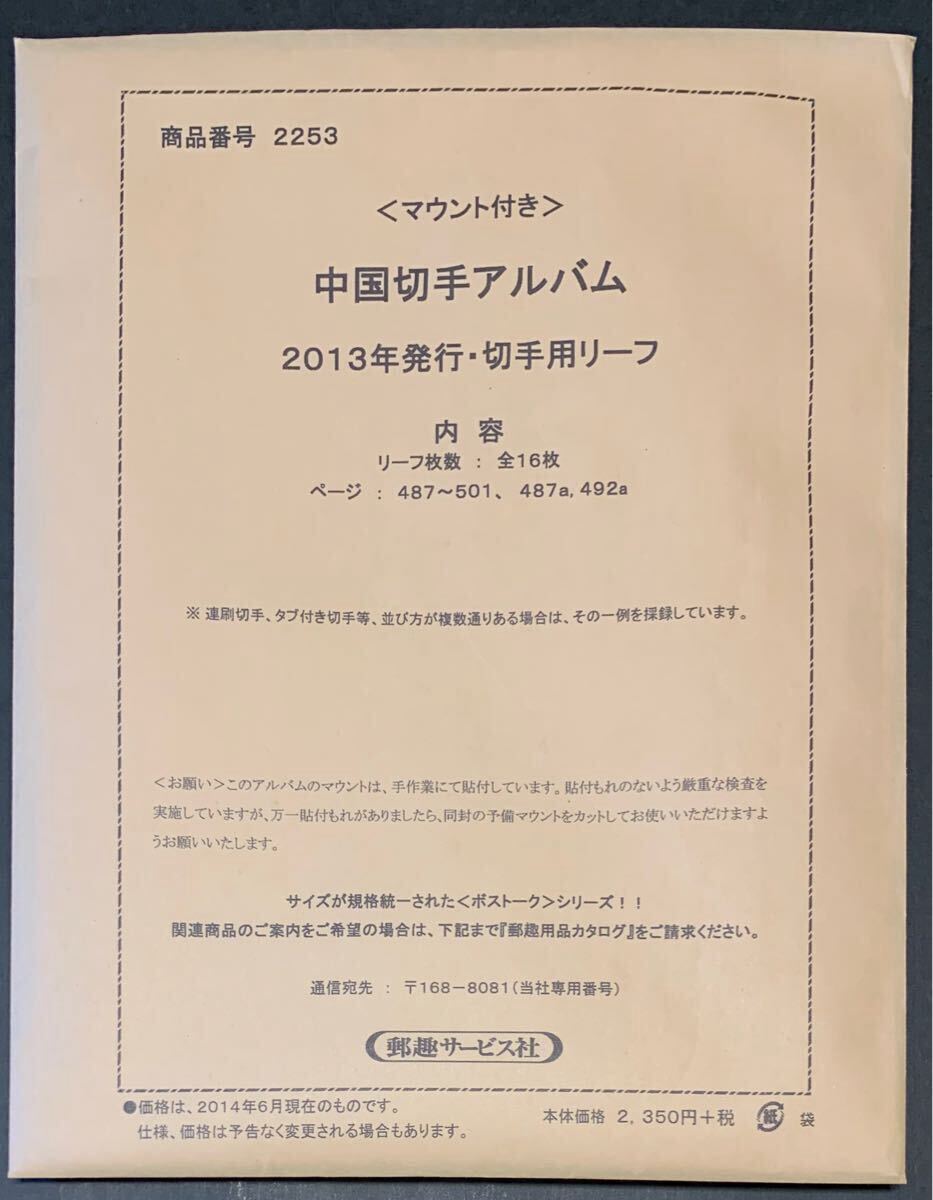 商品番号 2253
＜マウント付き＞
中国切手アルバム
2013年発行・切手用リーフ
内 容
リーフ枚数 ： 全16枚
ページ ： 487～501、 487a, 492a
※ 連刷切手、タブ付き切手等、並び方が複数通りある場合は、その一例を採録しています。
＜お願い＞このアルバムのマウントは、手作業にて貼付しています。貼付もれのないよう厳重な検査を
実施していますが、万一貼付もれがありましたら、同封の予備マウントをカットしてお使いいただけますよ
うお願いいたします。
サイズが規格統一された＜ボストーク＞シリーズ！！
関連商品のご案内をご希望の場合は、下記まで『郵趣用品カタログ』をご請求ください。
通信宛先 ： 〒168－8081（当社専用番号）
郵趣サービス社
●価格は、2014年6月現在のものです。
仕様、価格は予告なく変更される場合もあります。
本体価格 2,350円＋税 紙 袋